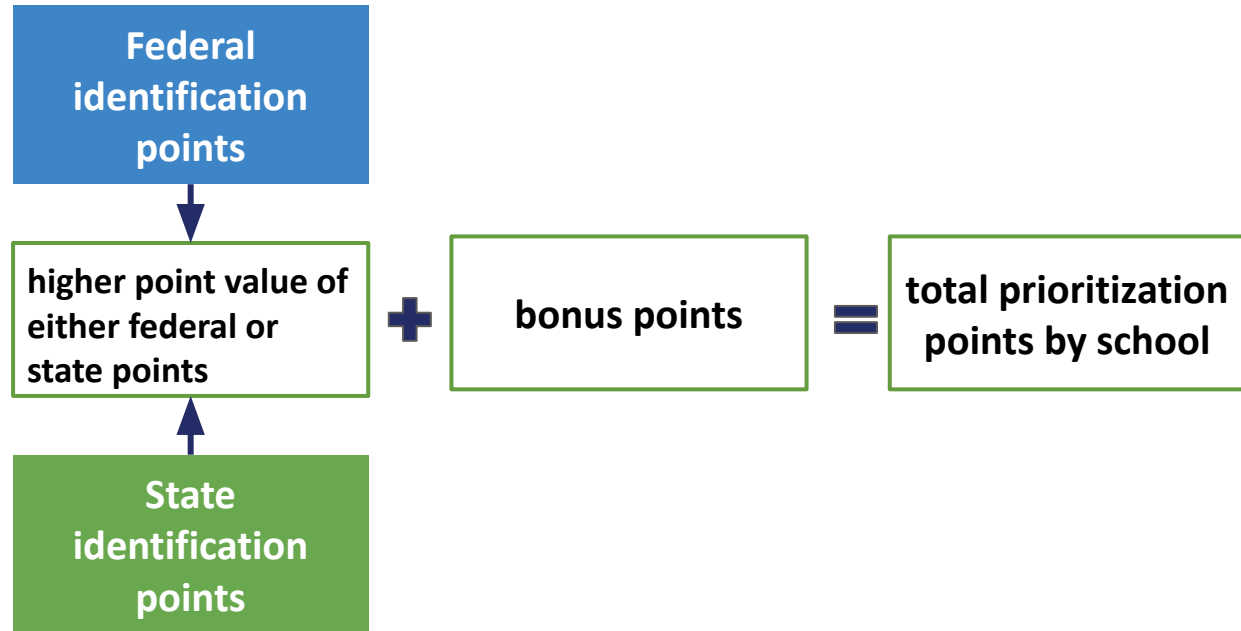 Federal
identification
points
higher point value of
either federal or
state points
bonus points
total prioritization
points by school
State
identification
points